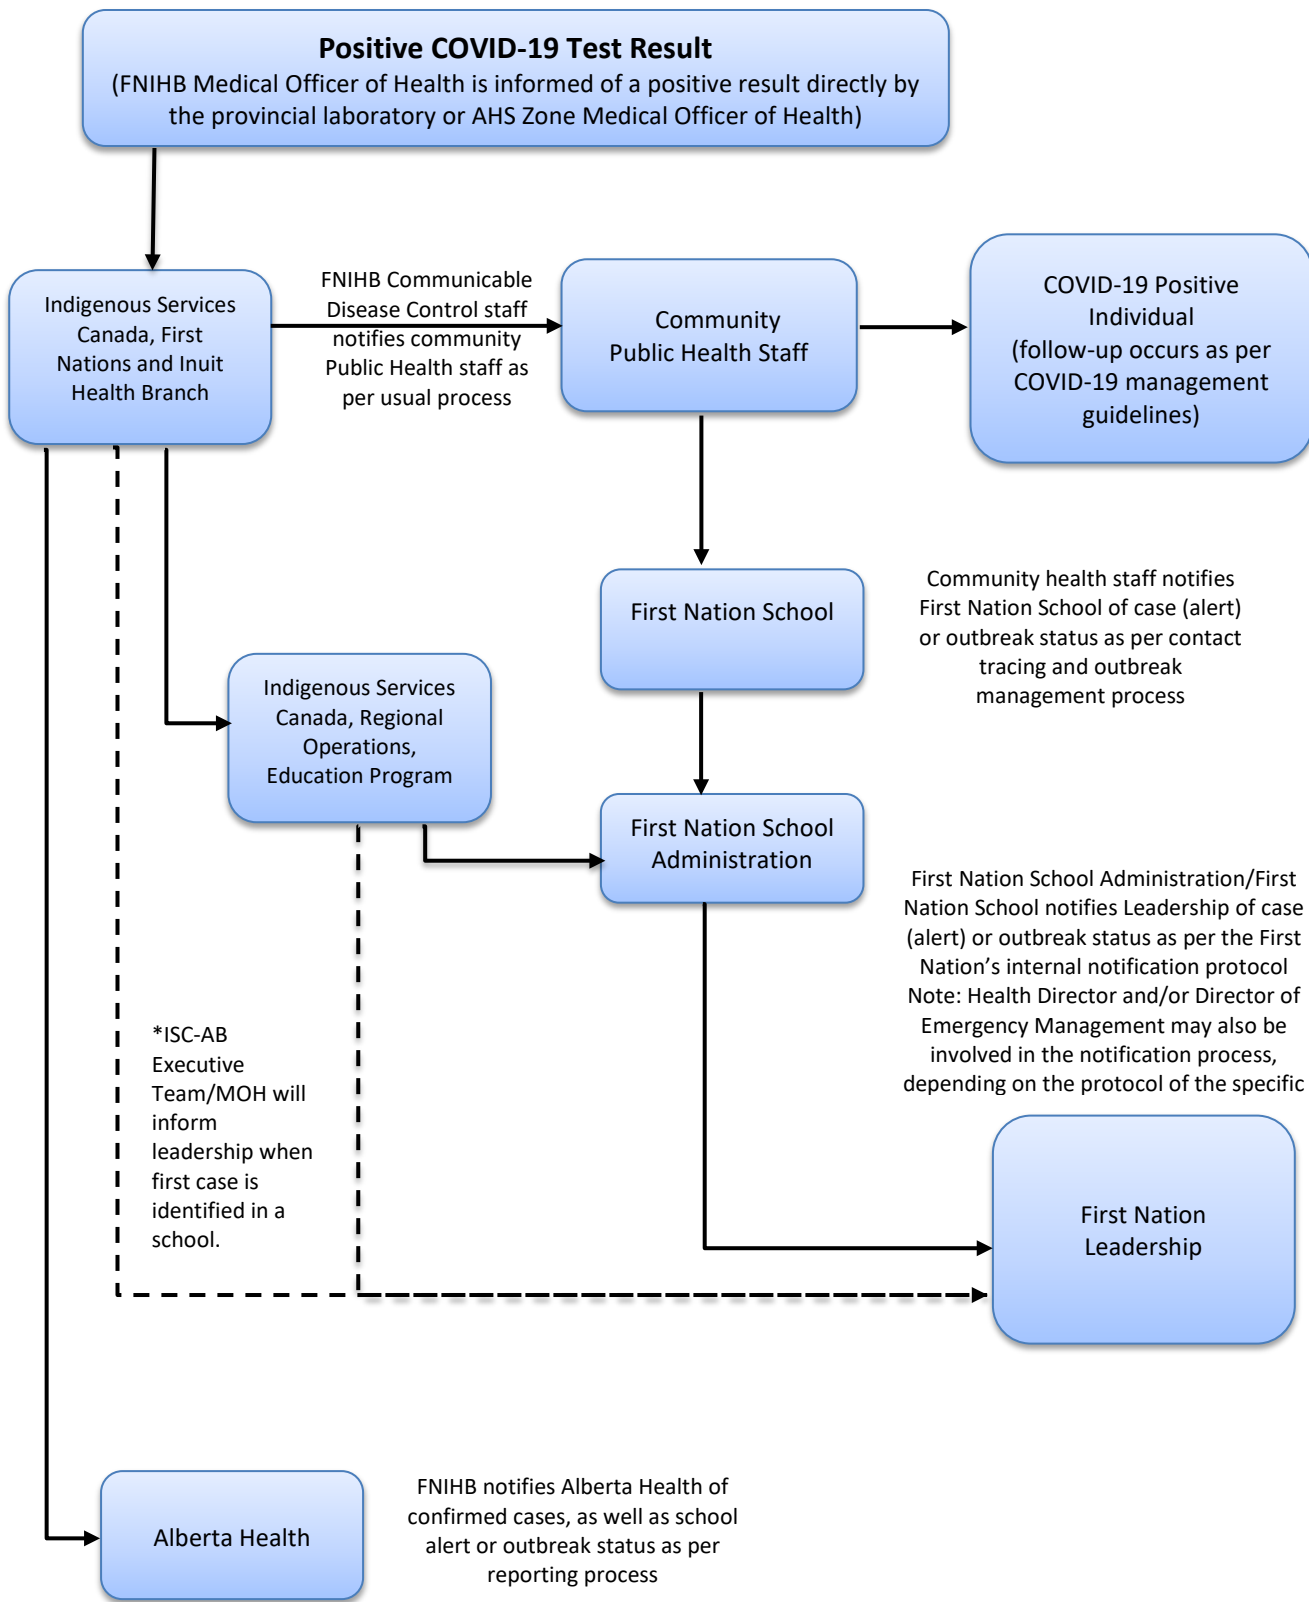 Positive COVID-19 Test Result
(FNIHB Medical Officer of Health is informed of a positive result directly by
the provincial laboratory or AHS Zone Medical Officer of Health)
Indigenous Services
Canada, First
Nations and Inuit
Health Branch
FNIHB Communicable
Disease Control staff
notifies community
Public Health staff as
per usual process
Community
Public Health Staff
COVID-19 Positive
Individual
(follow-up occurs as per
COVID-19 management
guidelines)
First Nation School
Community health staff notifies
First Nation School of case (alert)
or outbreak status as per contact
tracing and outbreak
management process
Indigenous Services
Canada, Regional
Operations,
Education Program
First Nation School
Administration
First Nation School Administration/First
Nation School notifies Leadership of case
(alert) or outbreak status as per the First
Nation’s internal notification protocol
Note: Health Director and/or Director of
Emergency Management may also be
involved in the notification process,
depending on the protocol of the specific
*ISC-AB
Executive
Team/MOH will
inform
leadership when
first case is
identified in a
school.
First Nation
Leadership
Alberta Health
FNIHB notifies Alberta Health of
confirmed cases, as well as school
alert or outbreak status as per
reporting process